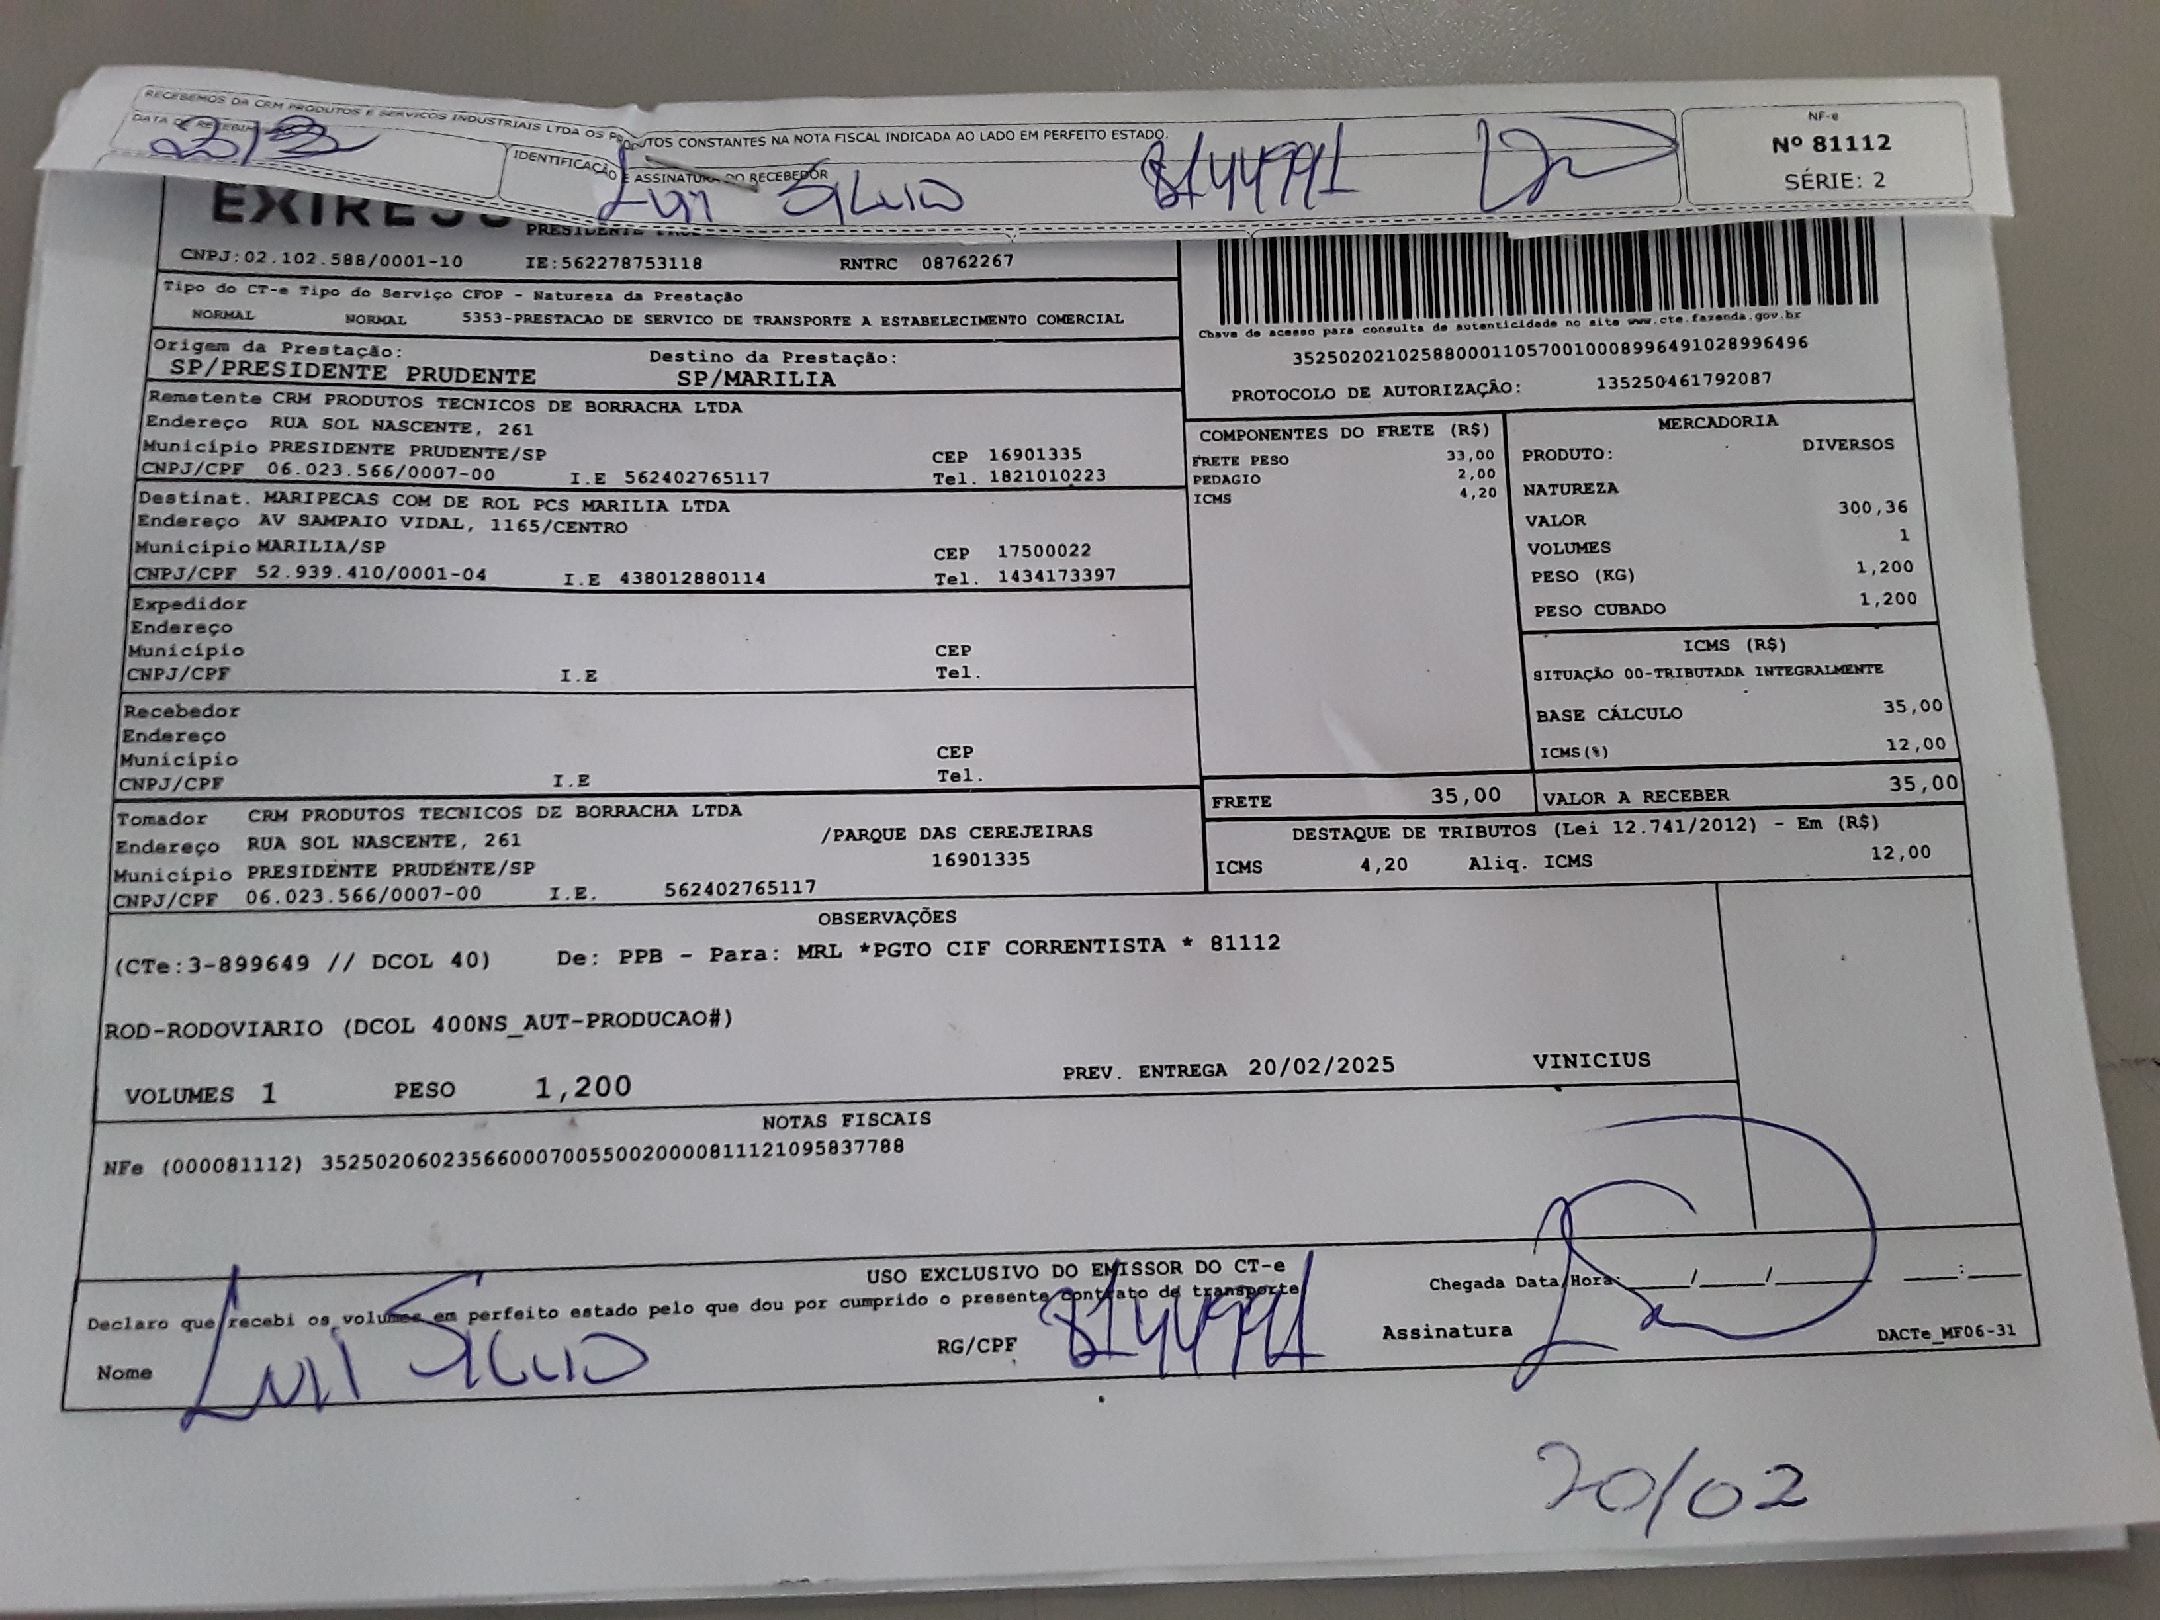 RECEBEMOS DA CRM PRODUTOS E SERVICOS INDUSTRIAIS LTDA OS PRODUTOS CONSTANTES NA NOTA FISCAL INDICADA AO LADO EM PERFEITO ESTADO.
DATA DE RECEBIM
IDENTIFICAÇÃO E ASSINATURA DO RECEBEDOR
Luis Silvio 8144991
NF-e
Nº 81112
SÉRIE: 2
CNPJ:02.102.588/0001-10 IE:562278753118 RNTRC 08762267
Tipo do CT-e Tipo do Serviço CFOP - Natureza da Prestação
NORMAL NORMAL 5353-PRESTACAO DE SERVICO DE TRANSPORTE A ESTABELECIMENTO COMERCIAL
Origem da Prestação: Destino da Prestação:
SP/PRESIDENTE PRUDENTE SP/MARILIA
Remetente CRM PRODUTOS TECNICOS DE BORRACHA LTDA
Endereço RUA SOL NASCENTE, 261
Município PRESIDENTE PRUDENTE/SP CEP 16901335
CNPJ/CPF 06.023.566/0007-00 I.E 562402765117 Tel. 1821010223
Destinat. MARIPECAS COM DE ROL PCS MARILIA LTDA
Endereço AV SAMPAIO VIDAL, 1165/CENTRO
Município MARILIA/SP CEP 17500022
CNPJ/CPF 52.939.410/0001-04 I.E 438012880114 Tel. 1434173397
Expedidor
Endereço
Município CEP
CNPJ/CPF I.E Tel.
Recebedor
Endereço
Município CEP
CNPJ/CPF I.E Tel.
Tomador CRM PRODUTOS TECNICOS DE BORRACHA LTDA
Endereço RUA SOL NASCENTE, 261 /PARQUE DAS CEREJEIRAS
Município PRESIDENTE PRUDENTE/SP 16901335
CNPJ/CPF 06.023.566/0007-00 I.E. 562402765117
Chave de acesso para consulta de autenticidade no site www.cte.fazenda.gov.br
35250202102588000110570010008996491028996496
PROTOCOLO DE AUTORIZAÇÃO: 135250461792087
COMPONENTES DO FRETE (R$)
FRETE PESO 33,00
PEDAGIO 2,00
ICMS 4,20
MERCADORIA
PRODUTO: DIVERSOS
NATUREZA
VALOR 300,36
VOLUMES 1
PESO (KG) 1,200
PESO CUBADO 1,200
ICMS (R$)
SITUAÇÃO 00-TRIBUTADA INTEGRALMENTE
BASE CÁLCULO 35,00
ICMS(%) 12,00
FRETE 35,00 VALOR A RECEBER 35,00
DESTAQUE DE TRIBUTOS (Lei 12.741/2012) - Em (R$)
ICMS 4,20 Aliq. ICMS 12,00
OBSERVAÇÕES
(CTe:3-899649 // DCOL 40) De: PPB - Para: MRL *PGTO CIF CORRENTISTA * 81112
ROD-RODOVIARIO (DCOL 400NS_AUT-PRODUCAO#)
VOLUMES 1 PESO 1,200 PREV. ENTREGA 20/02/2025 VINICIUS
NOTAS FISCAIS
NFe (000081112) 35250206023566000700550020000811121095837788
USO EXCLUSIVO DO EMISSOR DO CT-e
Declaro que recebi os volumes em perfeito estado pelo que dou por cumprido o presente contrato de transporte
Chegada Data/Hora: / / :
Nome Luis Silvio RG/CPF 8144991 Assinatura
DACTe_MF06-31
20/02